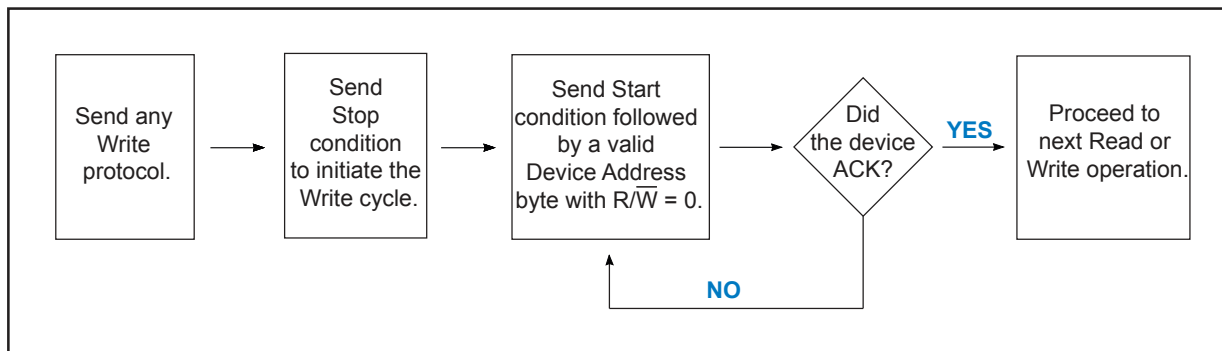 Send any
Write
protocol.
Send
Stop
condition
to initiate the
Write cycle.
Send Start
condition followed
by a valid
Device Address
byte with R/W̅ = 0.
Did
the device
ACK?
YES
NO
Proceed to
next Read or
Write operation.